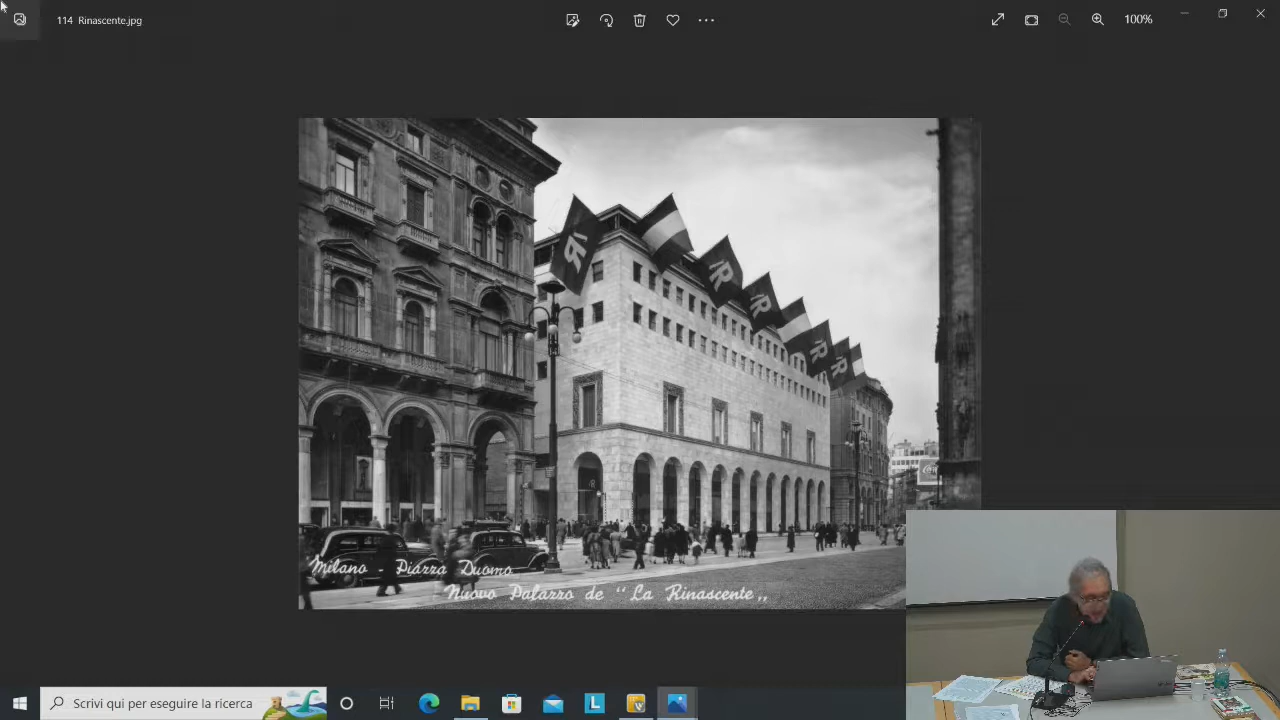 114 Rinascente.jpg
100%
R
R
R
R
R
R
Milano - Piazza Duomo
Nuovo Palazzo de "La Rinascente„
Scrivi qui per eseguire la ricerca
L